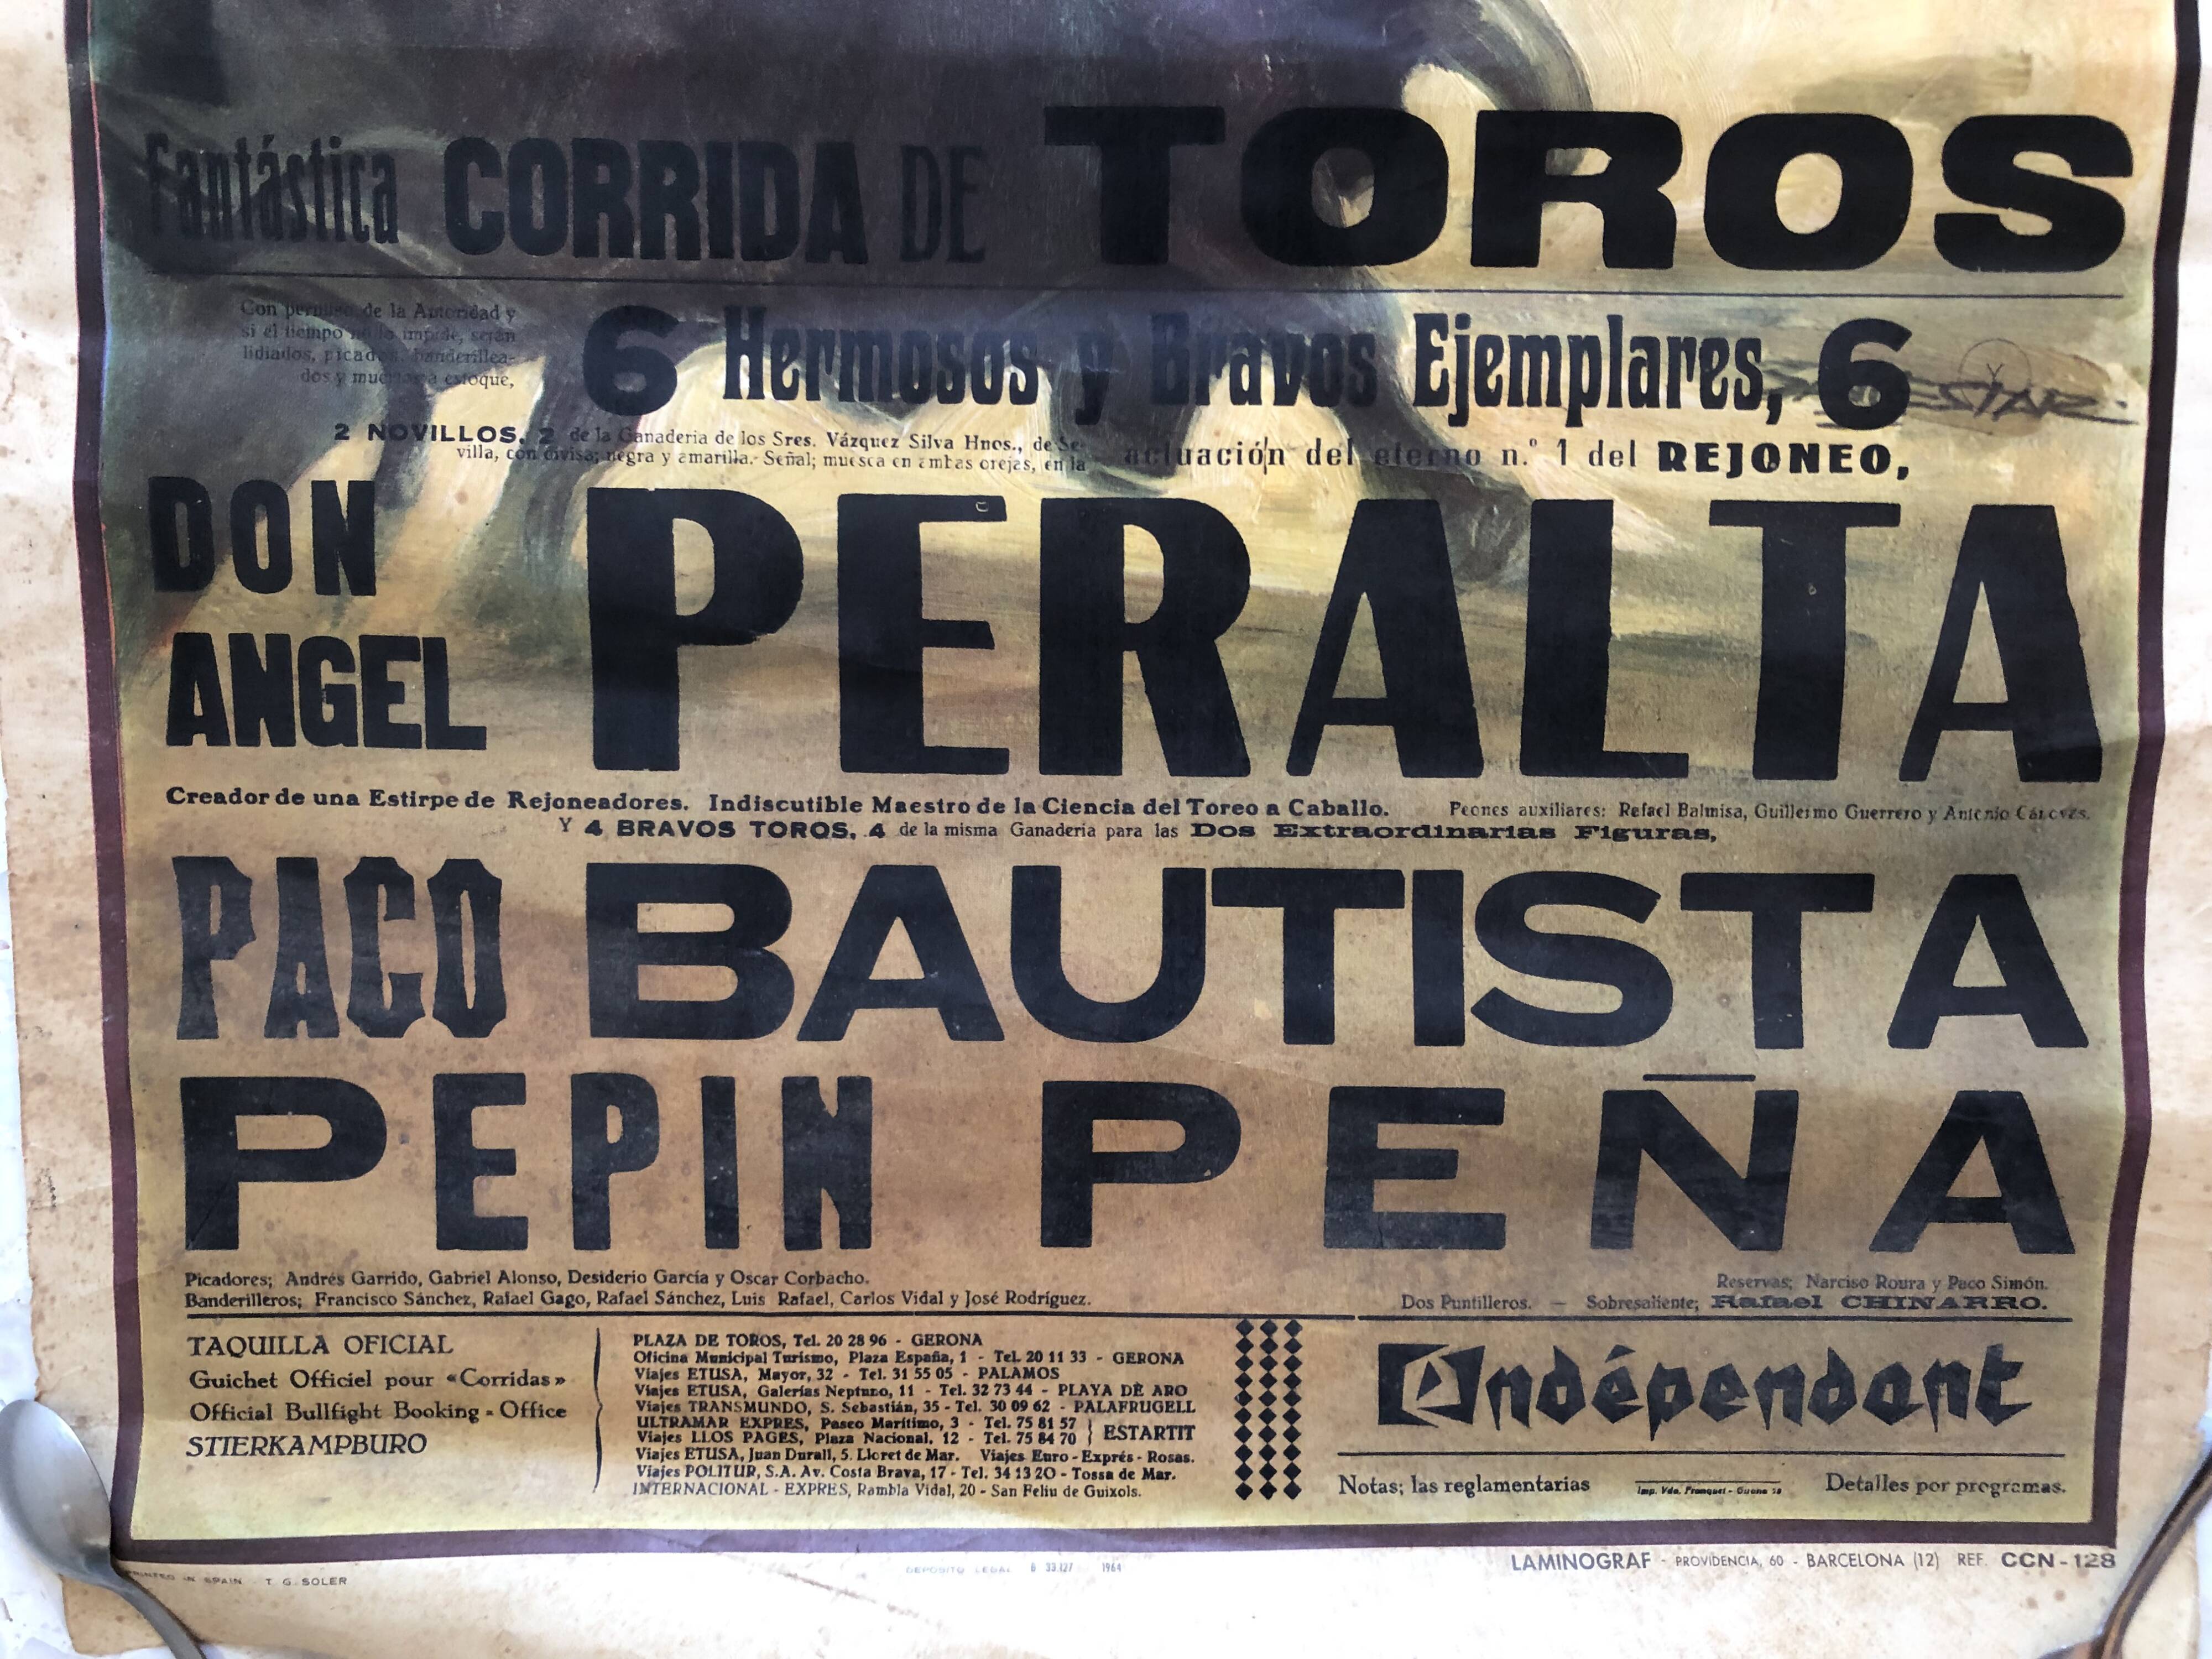 Fantástica CORRIDA DE TOROS
Con permiso de la Autoridad y
si el tiempo no lo impide, serán
lidiados, picados, banderillea-
dos y muertos a estoque,
6 Hermosos y Bravos Ejemplares, 6
2 NOVILLOS, 2 de la Ganaderia de los Sres. Vázquez Silva Hnos., de Se-
villa, con divisa; negra y amarilla.- Señal; muesca en ambas orejas, en la
actuación del eterno n.º 1 del REJONEO,
DON
ANGEL
PERALTA
Creador de una Estirpe de Rejoneadores. Indiscutible Maestro de la Ciencia del Toreo a Caballo.
Peones auxiliares: Rafael Balmisa, Guillermo Guerrero y Antonio
Y 4 BRAVOS TOROS, 4 de la misma Ganaderia para las Dos Extraordinarias Figuras,
PACO BAUTISTA
PEPIN PEÑA
Picadores; Andrés Garrido, Gabriel Alonso, Desiderio García y Oscar Corbacho.
Banderilleros; Francisco Sánchez, Rafael Gago, Rafael Sánchez, Luis Rafael, Carlos Vidal y José Rodríguez.
Reservas; Narciso Roura y Paco Simón.
Dos Puntilleros. - Sobresaliente; Rafael CHINARRO.
TAQUILLA OFICIAL
Guichet Officiel pour «Corridas»
Official Bullfight Booking - Office
STIERKAMPBURO
PLAZA DE TOROS, Tel. 20 28 96 - GERONA
Oficina Municipal Turismo, Plaza España, 1 - Tel. 20 11 33 - GERONA
Viajes ETUSA, Mayor, 32 - Tel. 31 55 05 - PALAMOS
Viajes ETUSA, Galerías Neptuno, 11 - Tel. 32 73 44 - PLAYA DE ARO
Viajes TRANSMUNDO, S. Sebastián, 35 - Tel. 30 09 62 - PALAFRUGELL
ULTRAMAR EXPRES, Paseo Marítimo, 3 - Tel. 75 81 57
Viajes LLOS PAGES, Plaza Nacional, 12 - Tel. 75 84 70
ESTARTIT
Viajes ETUSA, Juan Durall, 5. Lloret de Mar. Viajes Euro - Exprés - Rosas.
Viajes POLITUR, S.A. Av. Costa Brava, 17 - Tel. 34 13 20 - Tossa de Mar.
INTERNACIONAL - EXPRES, Rambla Vidal, 20 - San Feliu de Guixols.
Indépendant
Notas; las reglamentarias
Imp. Vda. Franquet - Gerona
Detalles por programas.
PRINTED IN SPAIN - T. G. SOLER
DEPOSITO LEGAL B 33.127 - 1964
LAMINOGRAF - PROVIDENCIA, 60 - BARCELONA (12) REF. CCN - 128